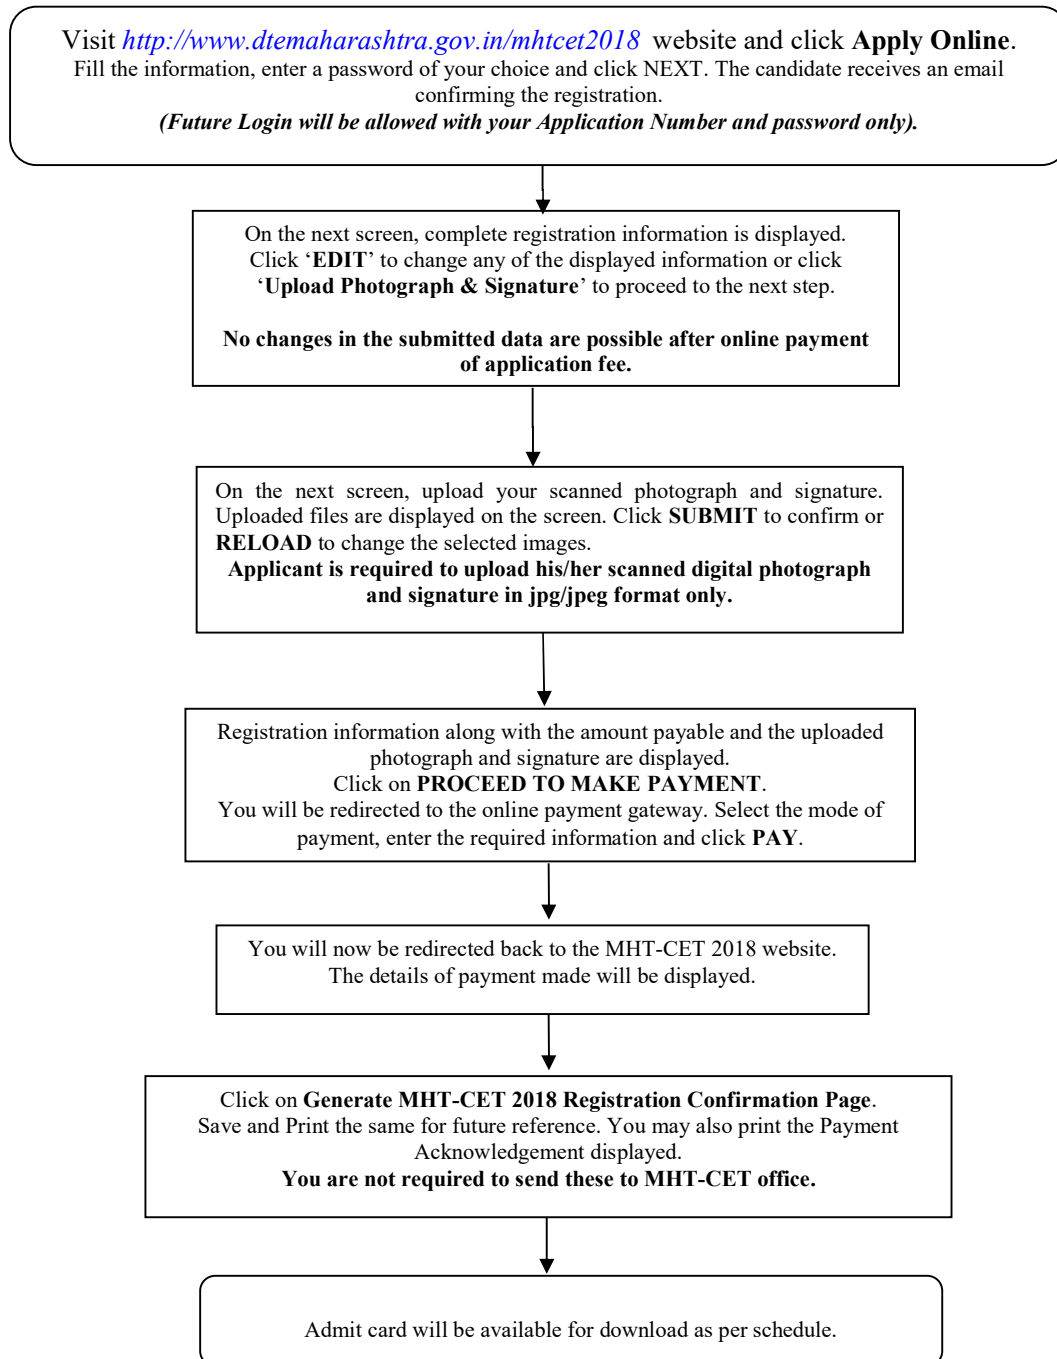 Visit http://www.dtemaharashtra.gov.in/mhtcet2018 website and click Apply Online.
Fill the information, enter a password of your choice and click NEXT. The candidate receives an email
confirming the registration.
(Future Login will be allowed with your Application Number and password only).
On the next screen, complete registration information is displayed.
Click ‘EDIT’ to change any of the displayed information or click
‘Upload Photograph & Signature’ to proceed to the next step.
No changes in the submitted data are possible after online payment
of application fee.
On the next screen, upload your scanned photograph and signature.
Uploaded files are displayed on the screen. Click SUBMIT to confirm or
RELOAD to change the selected images.
Applicant is required to upload his/her scanned digital photograph
and signature in jpg/jpeg format only.
Registration information along with the amount payable and the uploaded
photograph and signature are displayed.
Click on PROCEED TO MAKE PAYMENT.
You will be redirected to the online payment gateway. Select the mode of
payment, enter the required information and click PAY.
You will now be redirected back to the MHT-CET 2018 website.
The details of payment made will be displayed.
Click on Generate MHT-CET 2018 Registration Confirmation Page.
Save and Print the same for future reference. You may also print the Payment
Acknowledgement displayed.
You are not required to send these to MHT-CET office.
Admit card will be available for download as per schedule.